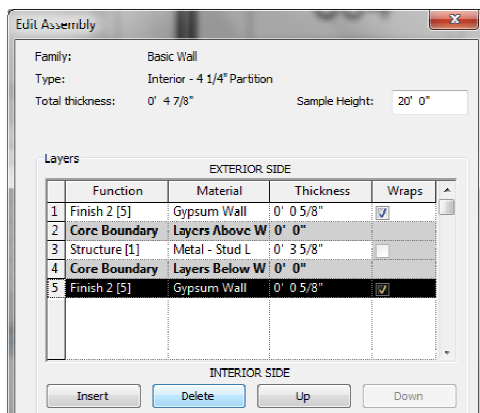 Edit Assembly
Family: Basic Wall
Type: Interior - 4 1/4" Partition
Total thickness: 0' 4 7/8" Sample Height: 20' 0"
Layers
EXTERIOR SIDE
Function Material Thickness Wraps
1 Finish 2 [5] Gypsum Wall 0' 0 5/8"
2 Core Boundary Layers Above W 0' 0"
3 Structure [1] Metal - Stud L 0' 3 5/8"
4 Core Boundary Layers Below W 0' 0"
5 Finish 2 [5] Gypsum Wall 0' 0 5/8"
INTERIOR SIDE
Insert Delete Up Down